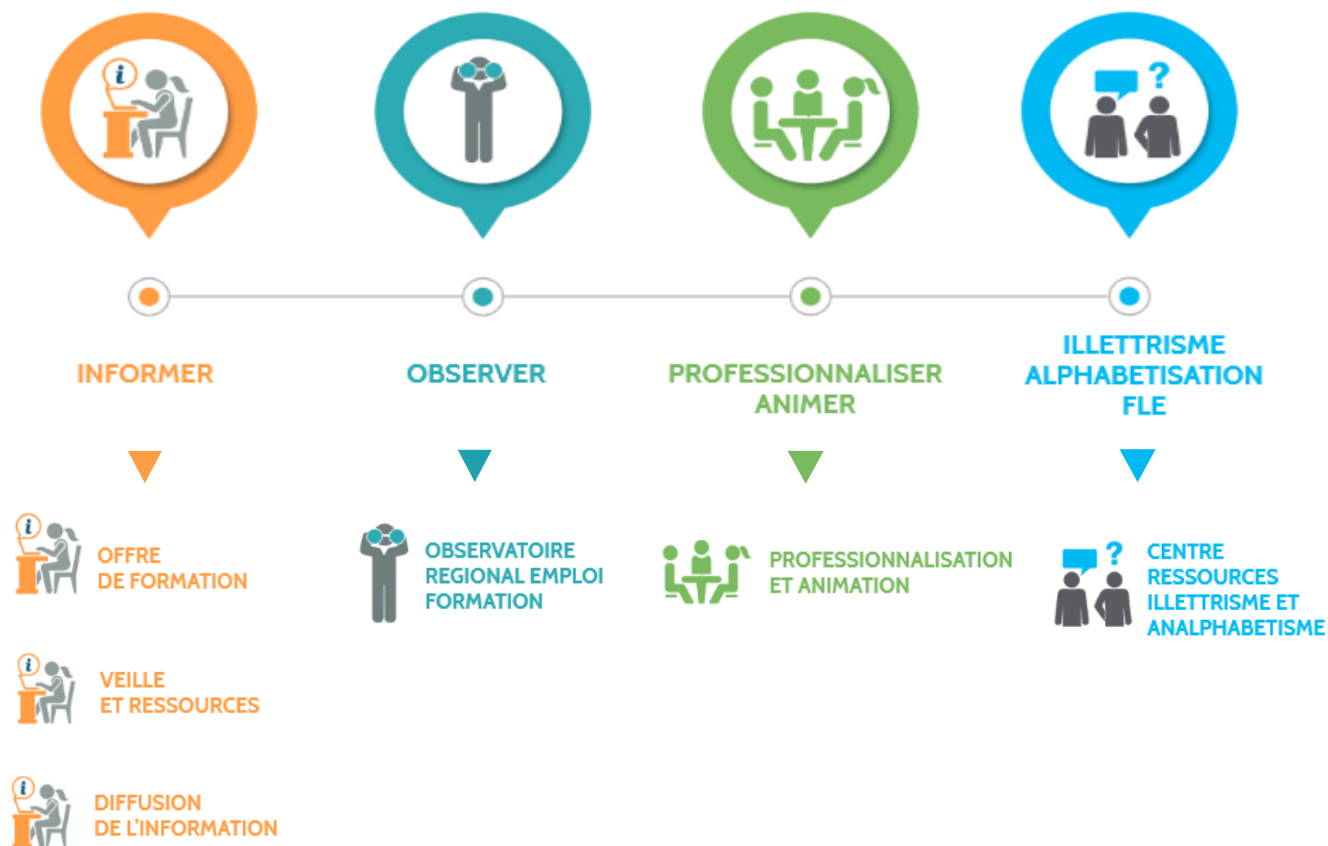 INFORMER
OBSERVER
PROFESSIONNALISER
ANIMER
ILLETTRISME
ALPHABETISATION
FLE
OFFRE
DE FORMATION
VEILLE
ET RESSOURCES
DIFFUSION
DE L'INFORMATION
OBSERVATOIRE
REGIONAL EMPLOI
FORMATION
PROFESSIONNALISATION
ET ANIMATION
CENTRE
RESSOURCES
ILLETTRISME ET
ANALPHABETISME